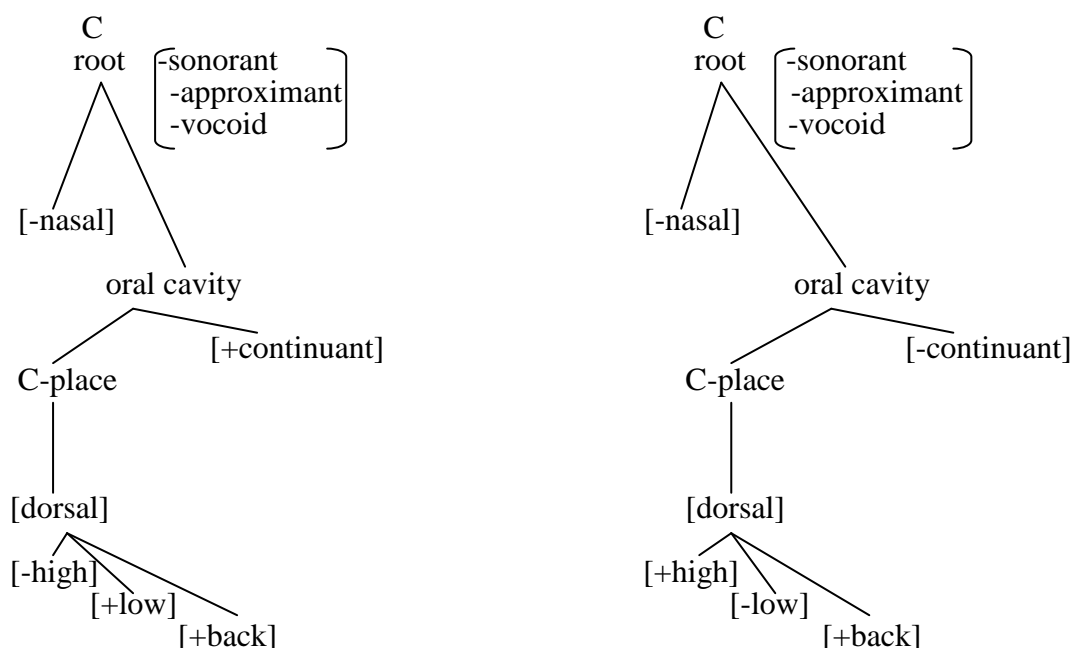 C
root
-sonorant
-approximant
-vocoid
[-nasal]
oral cavity
[+continuant]
C-place
[dorsal]
[-high]
[+low]
[+back]
C
root
-sonorant
-approximant
-vocoid
[-nasal]
oral cavity
[-continuant]
C-place
[dorsal]
[+high]
[-low]
[+back]